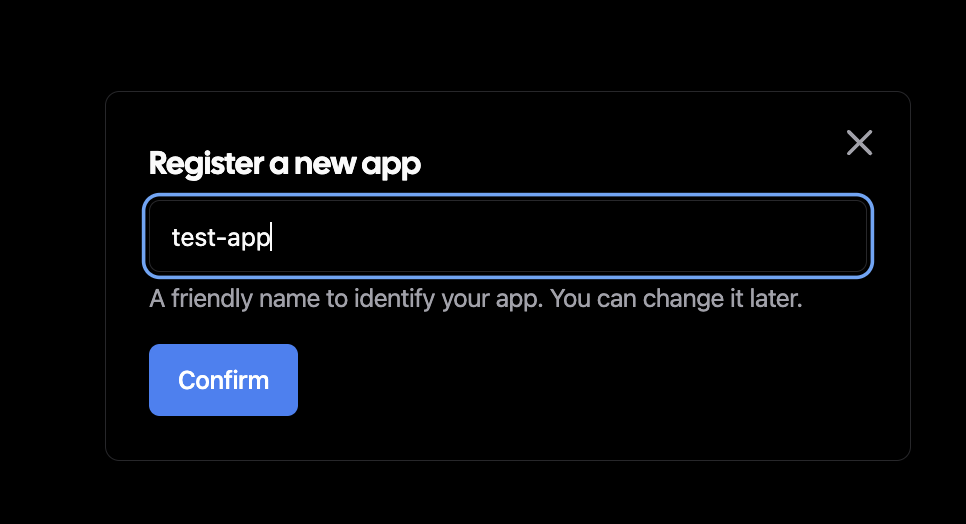 Register a new app
test-app
A friendly name to identify your app. You can change it later.
Confirm